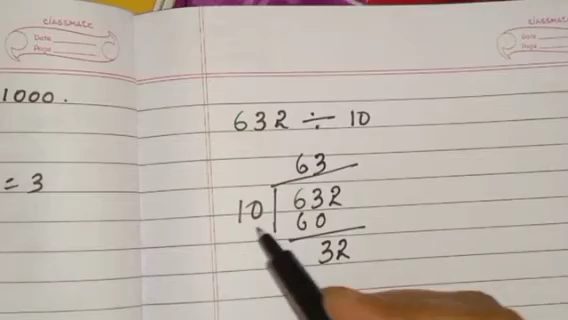 classmate
Date
Page
classmate
Date
Page
1000.
= 3
632 ÷ 10
63
10 632
60
32